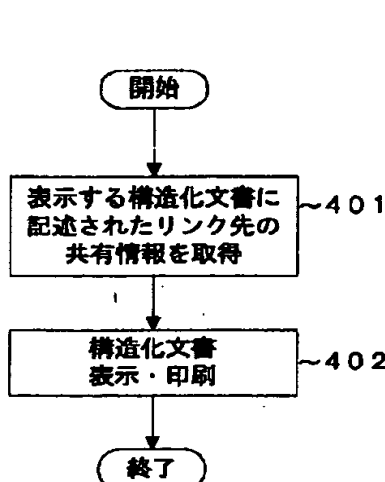 開始
表示する構造化文書に
記述されたリンク先の
共有情報を取得
~401
構造化文書
表示・印刷
~402
終了